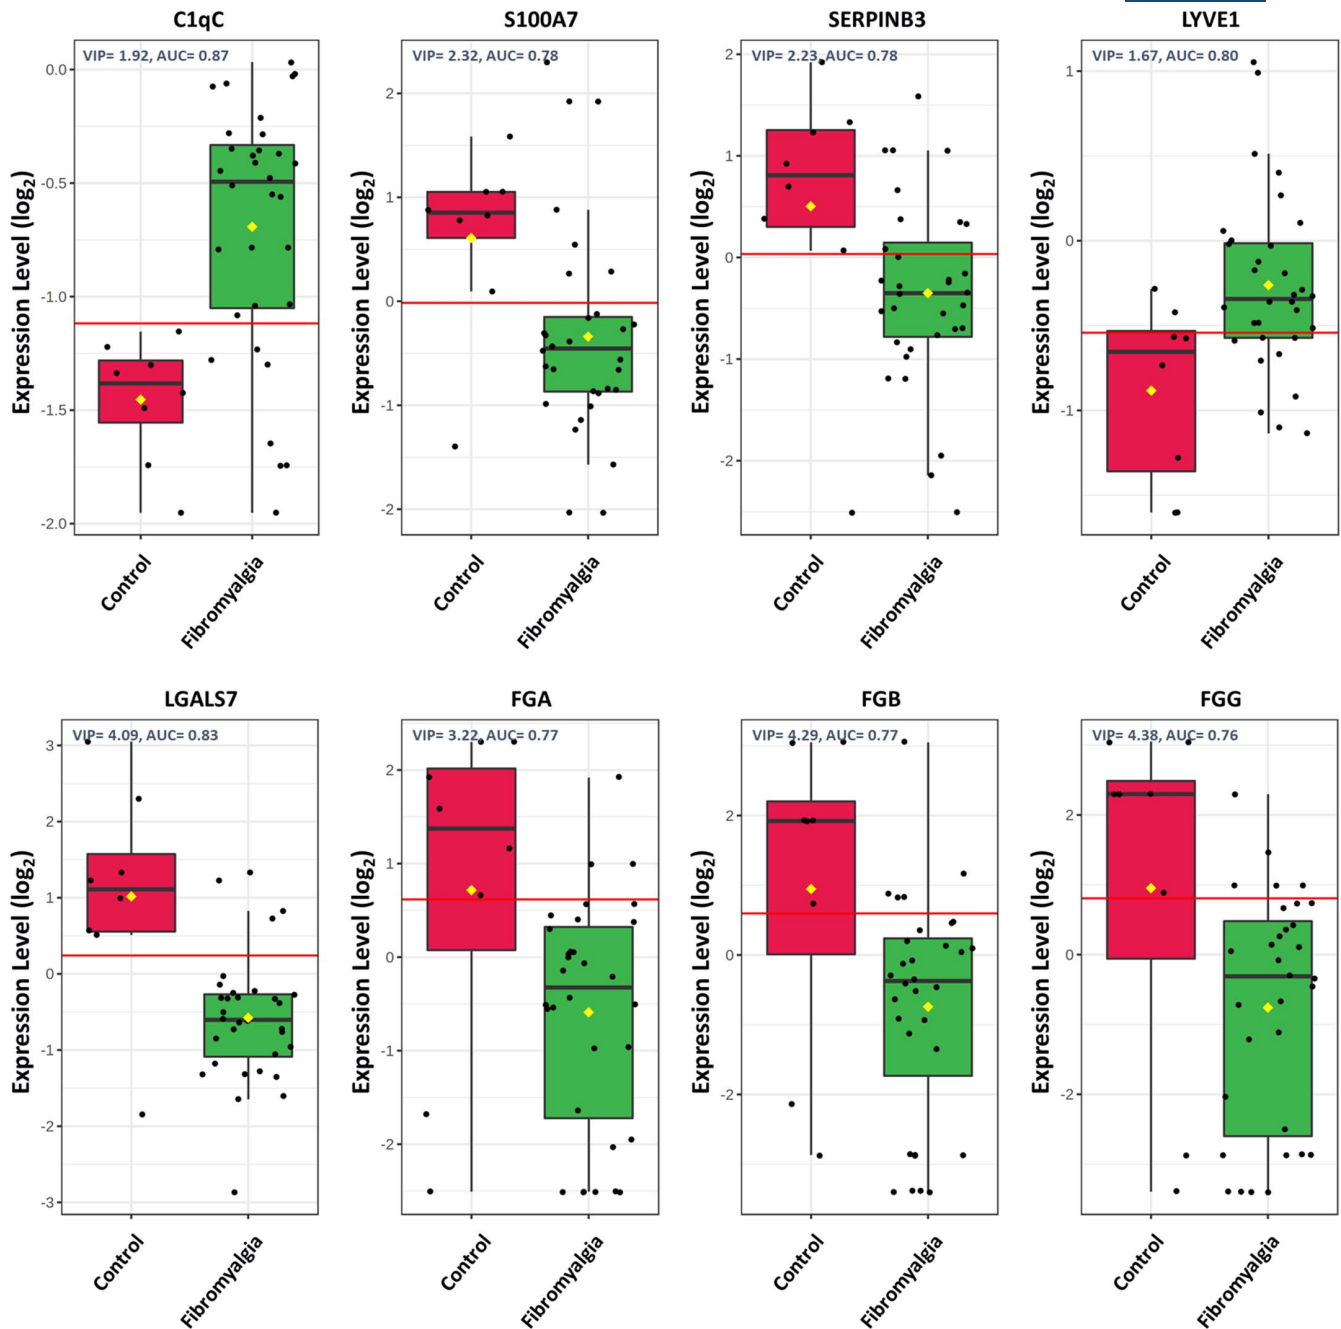 C1qC S100A7 SERPINB3 LYVE1
VIP= 1.92, AUC= 0.87 VIP= 2.32, AUC= 0.78 VIP= 2.23, AUC= 0.78 VIP= 1.67, AUC= 0.80
Expression Level (log2) Expression Level (log2) Expression Level (log2) Expression Level (log2)
0.0 2 2 1
-0.5 1 1 0
-1.0 0 0 -1
-1.5 -1 -1
-2.0 -2 -2
Control Fibromyalgia Control Fibromyalgia Control Fibromyalgia Control Fibromyalgia
LGALS7 FGA FGB FGG
VIP= 4.09, AUC= 0.83 VIP= 3.22, AUC= 0.77 VIP= 4.29, AUC= 0.77 VIP= 4.38, AUC= 0.76
Expression Level (log2) Expression Level (log2) Expression Level (log2) Expression Level (log2)
3 2 2 2
2 1 0 0
1 0 -2 -2
0 -1
-1 -2
-2
-3
Control Fibromyalgia Control Fibromyalgia Control Fibromyalgia Control Fibromyalgia